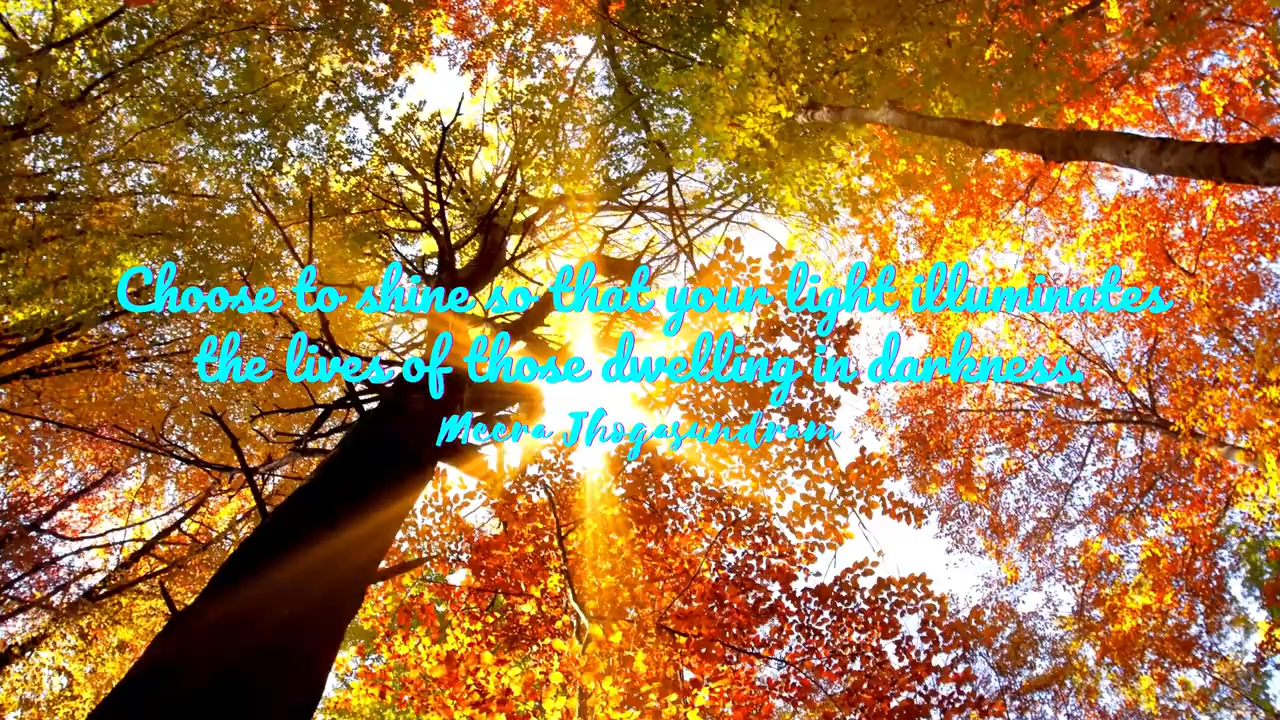 Choose to shine so that your light illuminates
the lives of those dwelling in darkness.
Meera Jhogasundram